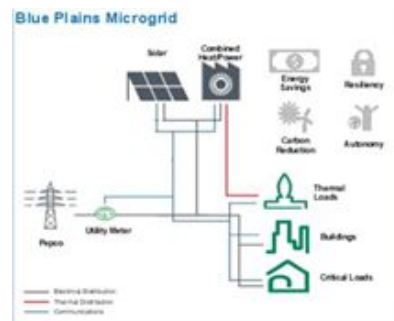 Blue Plains Microgrid
Solar
Combined
Heat/Power
Energy
Savings
Resiliency
Carbon
Reduction
Autonomy
Thermal
Loads
Pepco
Utility Meter
Buildings
Critical Loads
Electrical Distribution
Thermal Distribution
Communications